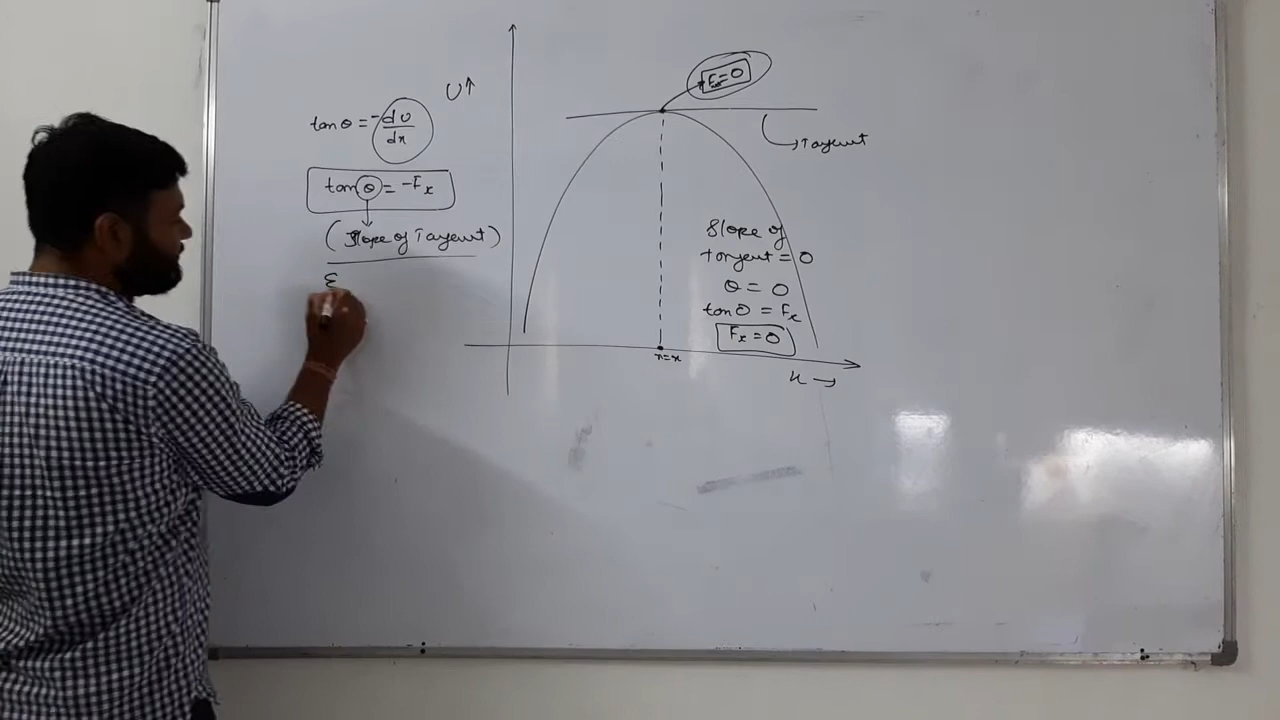 U↑
tanθ = -dU/dx
tanθ = -Fx
(Slope of Tangent)
Σ
Fx=0
Tangent
Slope of
tangent = 0
θ = 0
tanθ = Fx
Fx = 0
x=x
x →